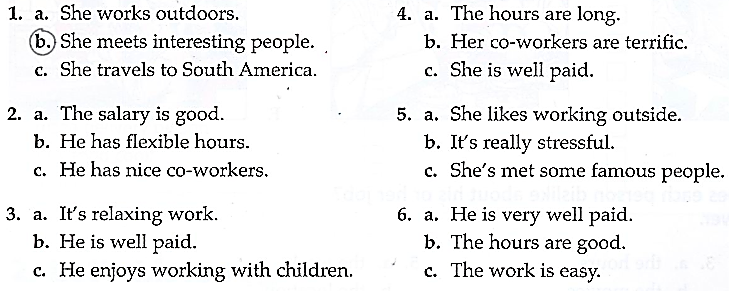 1. a. She works outdoors.
b. She meets interesting people.
c. She travels to South America.
2. a. The salary is good.
b. He has flexible hours.
c. He has nice co-workers.
3. a. It's relaxing work.
b. He is well paid.
c. He enjoys working with children.
4. a. The hours are long.
b. Her co-workers are terrific.
c. She is well paid.
5. a. She likes working outside.
b. It's really stressful.
c. She's met some famous people.
6. a. He is very well paid.
b. The hours are good.
c. The work is easy.